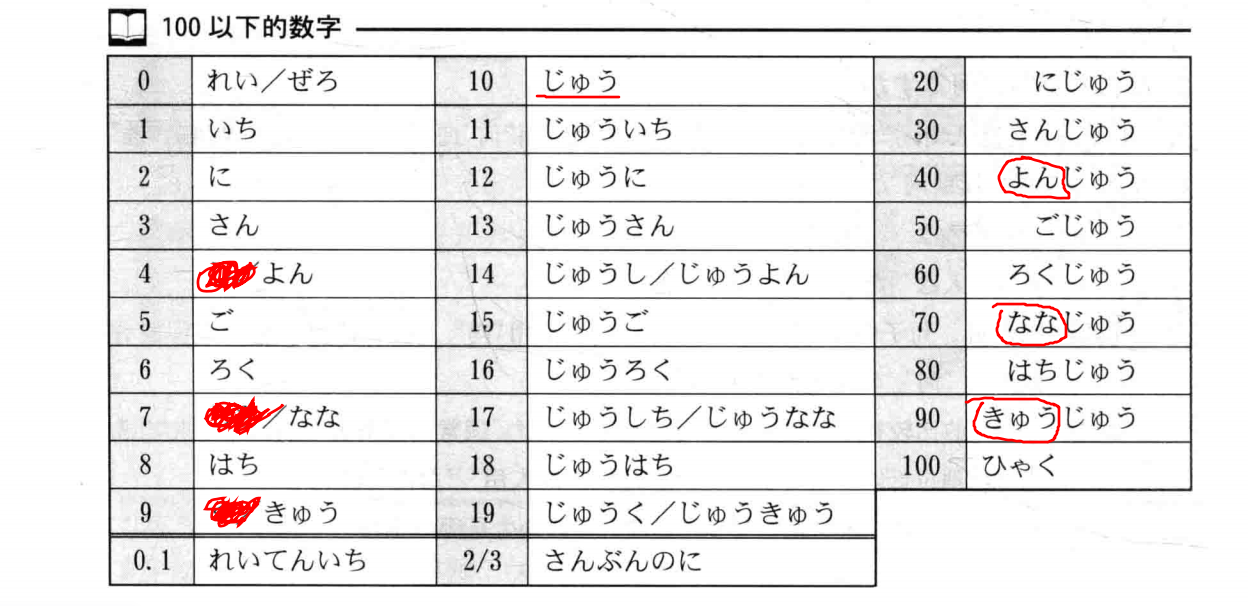 100 以下的数字
0 れい／ぜろ 10 じゅう 20 にじゅう
1 いち 11 じゅういち 30 さんじゅう
2 に 12 じゅうに 40 よんじゅう
3 さん 13 じゅうさん 50 ごじゅう
4 よん 14 じゅうし／じゅうよん 60 ろくじゅう
5 ご 15 じゅうご 70 ななじゅう
6 ろく 16 じゅうろく 80 はちじゅう
7 ／なな 17 じゅうしち／じゅうなな 90 きゅうじゅう
8 はち 18 じゅうはち 100 ひゃく
9 きゅう 19 じゅうく／じゅうきゅう
0.1 れいてんいち 2/3 さんぶんのに